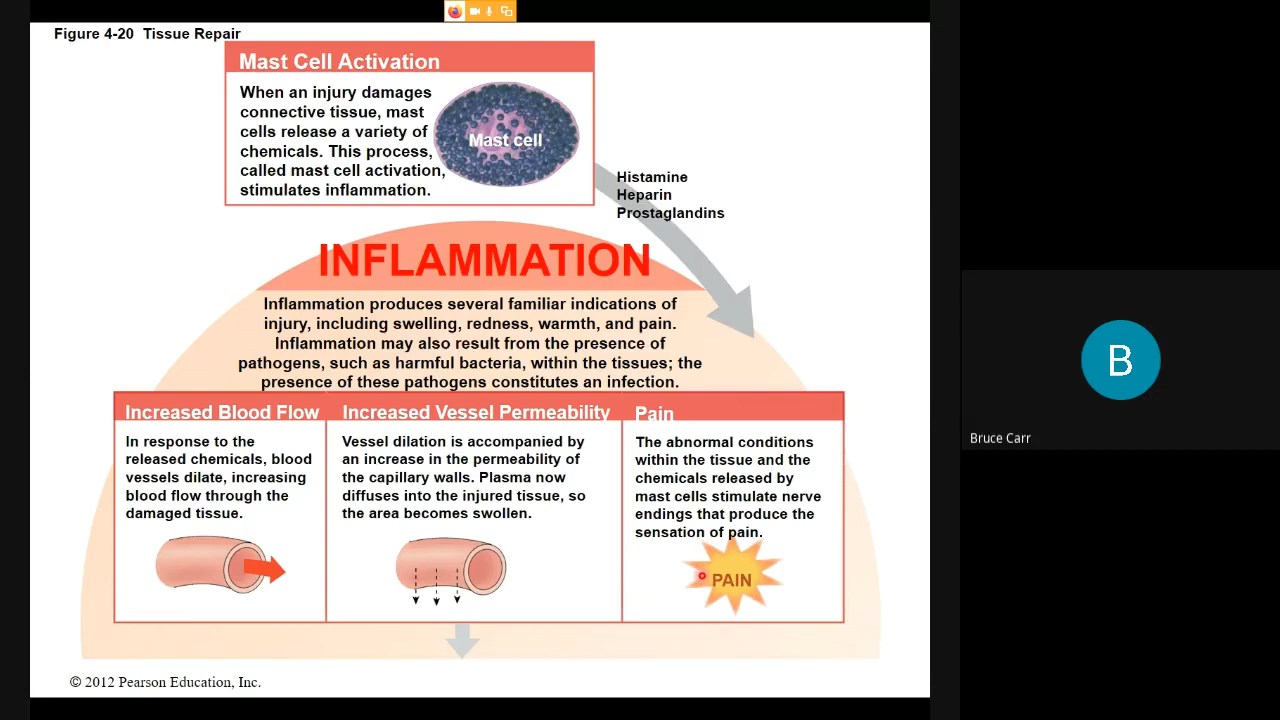 Figure 4-20 Tissue Repair
Mast Cell Activation
When an injury damages
connective tissue, mast
cells release a variety of
chemicals. This process,
called mast cell activation,
stimulates inflammation.
Mast cell
Histamine
Heparin
Prostaglandins
INFLAMMATION
Inflammation produces several familiar indications of
injury, including swelling, redness, warmth, and pain.
Inflammation may also result from the presence of
pathogens, such as harmful bacteria, within the tissues; the
presence of these pathogens constitutes an infection.
Increased Blood Flow
In response to the
released chemicals, blood
vessels dilate, increasing
blood flow through the
damaged tissue.
Increased Vessel Permeability
Vessel dilation is accompanied by
an increase in the permeability of
the capillary walls. Plasma now
diffuses into the injured tissue, so
the area becomes swollen.
Pain
The abnormal conditions
within the tissue and the
chemicals released by
mast cells stimulate nerve
endings that produce the
sensation of pain.
PAIN
© 2012 Pearson Education, Inc.
B
Bruce Carr